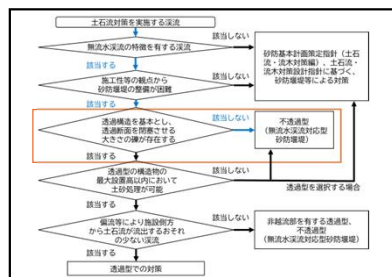 土石流対策を実施する渓流
該当しない
無流水渓流の特徴を有する渓流
該当する
該当しない
施工性等の観点から
砂防堰堤の整備が困難
砂防基本計画策定指針（土石
流・流木対策編）、土石流・
流木対策設計指針に基づく、
砂防堰堤等による対策
該当する
透過構造を基本とし、
透過断面を閉塞させる
大きさの礫が存在する
該当しない
不透過型
（無流水渓流対応型
砂防堰堤）
該当する
透過型の構造物の
最大設置高以内において
土砂処理が可能
該当しない
透過型を選択する場合
該当する
偏流等により施設側方
から土石流が流出するおそ
れの少ない渓流
該当しない
非越流部を有する透過型、
不透過型
（無流水渓流対応型砂防堰堤）
該当する
透過型での対策